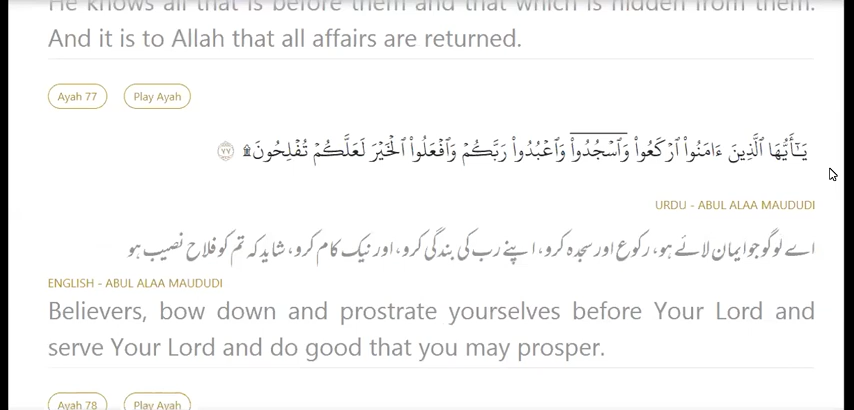 He knows all that is before them and that which is hidden from them.
And it is to Allah that all affairs are returned.
Ayah 77 Play Ayah
يَـٰٓأَيُّهَا ٱلَّذِينَ ءَامَنُوا۟ ٱرْكَعُوا۟ وَٱسْجُدُوا۟ وَٱعْبُدُوا۟ رَبَّكُمْ وَٱفْعَلُوا۟ ٱلْخَيْرَ لَعَلَّكُمْ تُفْلِحُونَ ۩ ٧٧
URDU - ABUL ALAA MAUDUDI
اے لوگو جو ایمان لائے ہو، رکوع اور سجدہ کرو، اپنے رب کی بندگی کرو، اور نیک کام کرو، شاید کہ تم کو فلاح نصیب ہو
ENGLISH - ABUL ALAA MAUDUDI
Believers, bow down and prostrate yourselves before Your Lord and
serve Your Lord and do good that you may prosper.
Ayah 78 Play Ayah